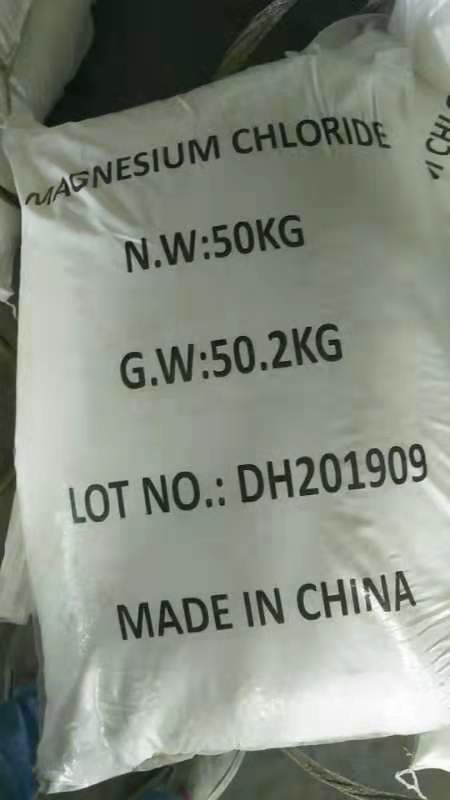 MAGNESIUM CHLORIDE
N.W:50KG
G.W:50.2KG
LOT NO.: DH201909
MADE IN CHINA